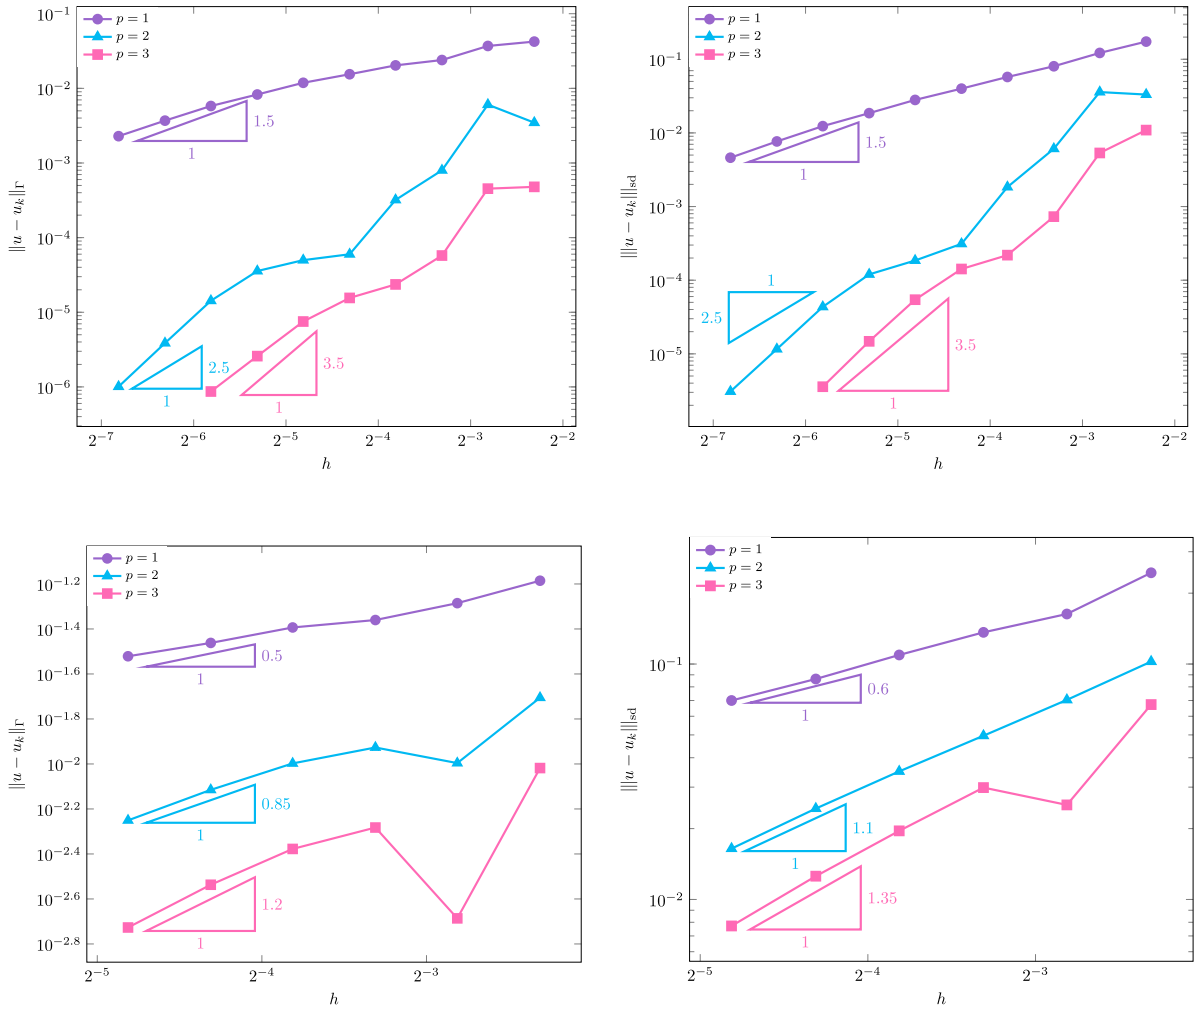 10⁻¹
10⁻²
10⁻³
10⁻⁴
10⁻⁵
10⁻⁶
‖u − u_k‖_Γ
p = 1
p = 2
p = 3
1.5
1
2.5
1
3.5
1
2⁻⁷ 2⁻⁶ 2⁻⁵ 2⁻⁴ 2⁻³ 2⁻²
h
10⁻¹
10⁻²
10⁻³
10⁻⁴
10⁻⁵
|||u − u_k|||_sd
p = 1
p = 2
p = 3
1.5
1
1
2.5
3.5
1
2⁻⁷ 2⁻⁶ 2⁻⁵ 2⁻⁴ 2⁻³ 2⁻²
h
10⁻¹·²
10⁻¹·⁴
10⁻¹·⁶
10⁻¹·⁸
10⁻²
10⁻²·²
10⁻²·⁴
10⁻²·⁶
10⁻²·⁸
‖u − u_k‖_Γ
p = 1
p = 2
p = 3
0.5
1
0.85
1
1.2
1
2⁻⁵ 2⁻⁴ 2⁻³
h
10⁻¹
10⁻²
|||u − u_k|||_sd
p = 1
p = 2
p = 3
0.6
1
1.1
1
1.35
1
2⁻⁵ 2⁻⁴ 2⁻³
h